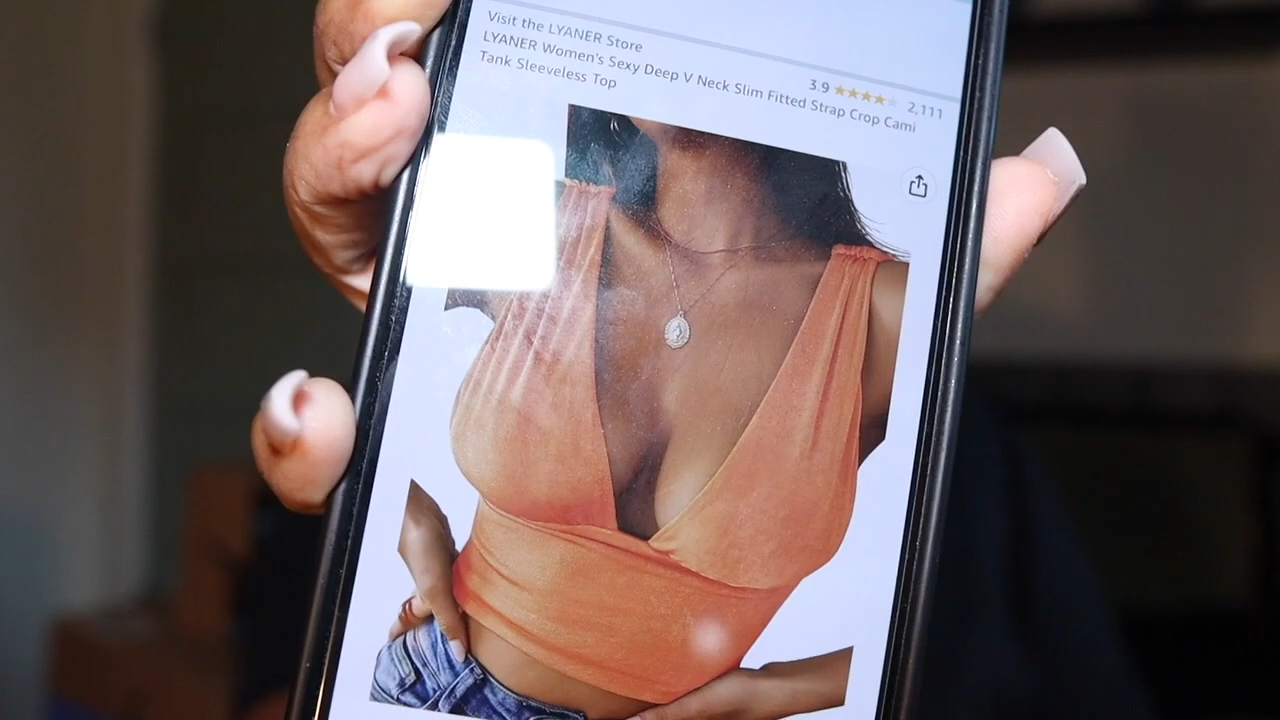 Visit the LYANER Store
3.9 2,111
LYANER Women's Sexy Deep V Neck Slim Fitted Strap Crop Cami
Tank Sleeveless Top